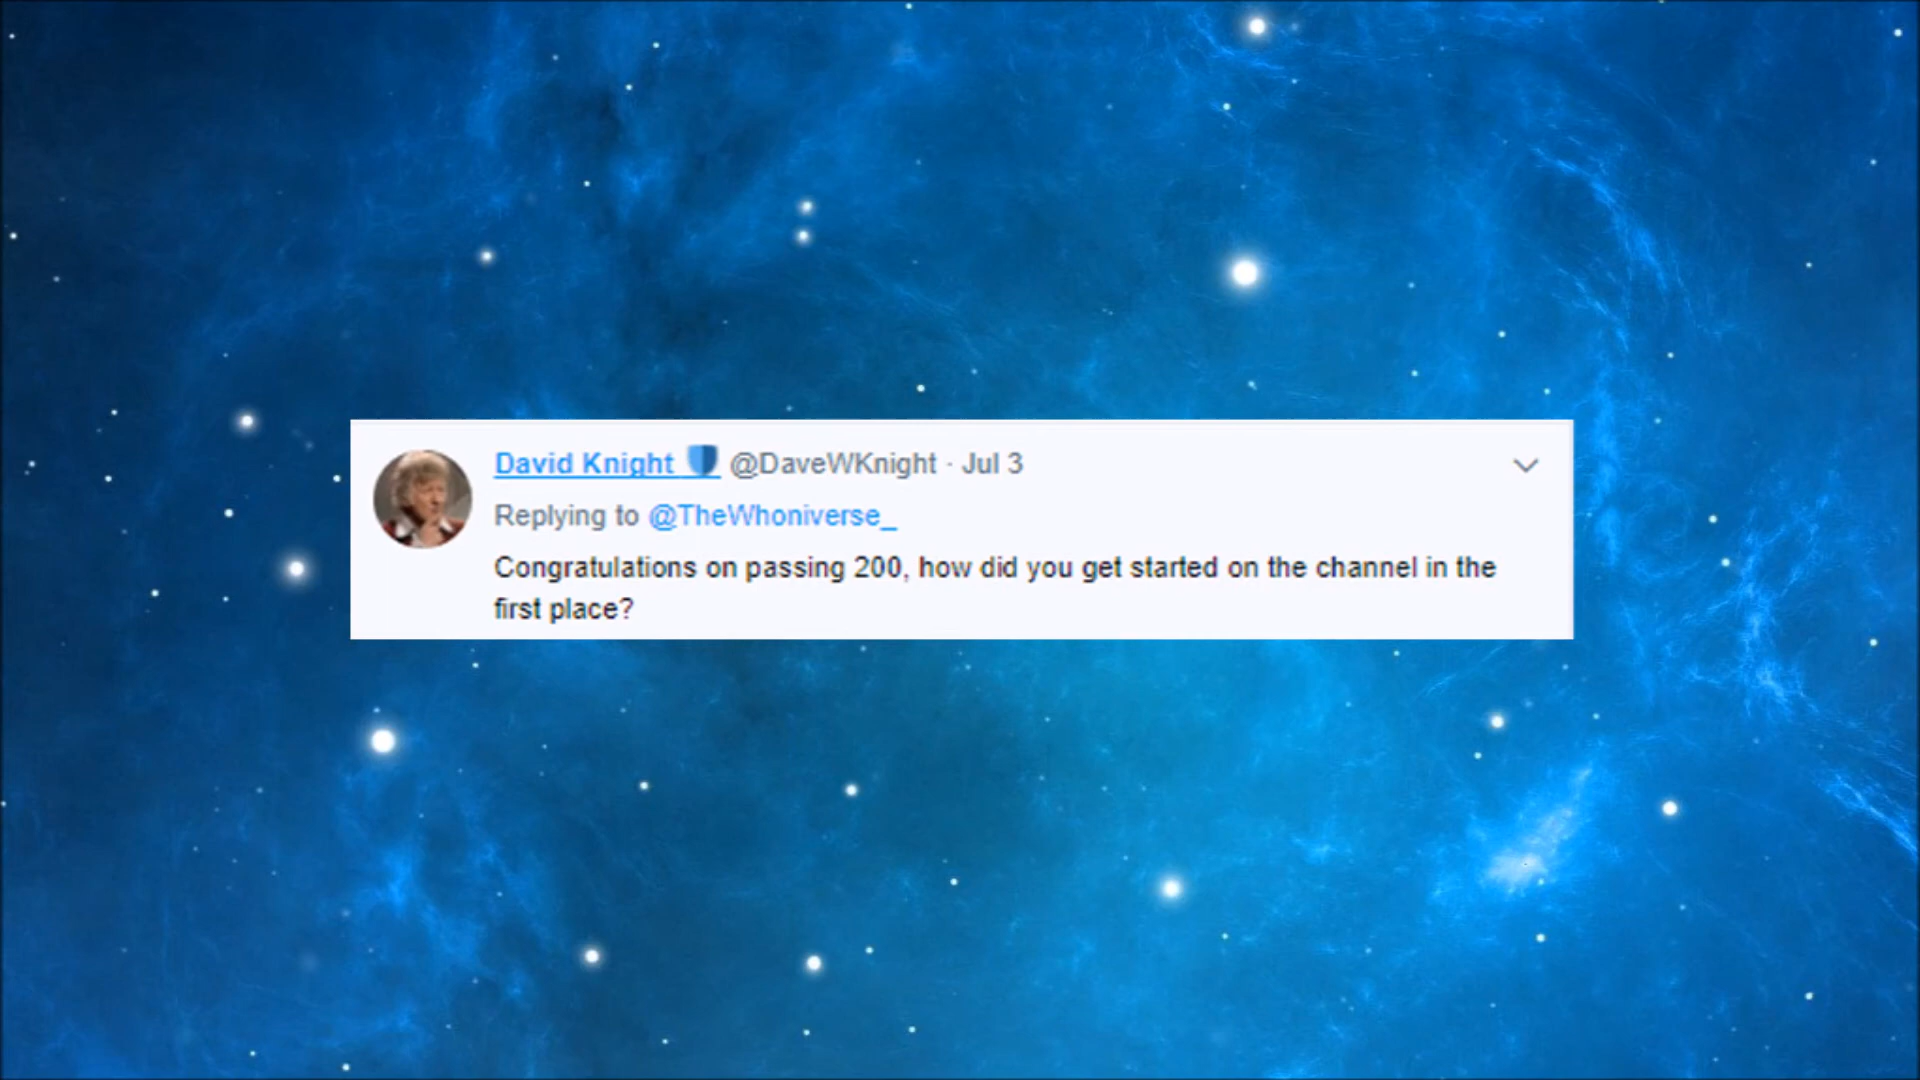 David Knight @DaveWKnight · Jul 3
Replying to @TheWhoniverse_
Congratulations on passing 200, how did you get started on the channel in the
first place?